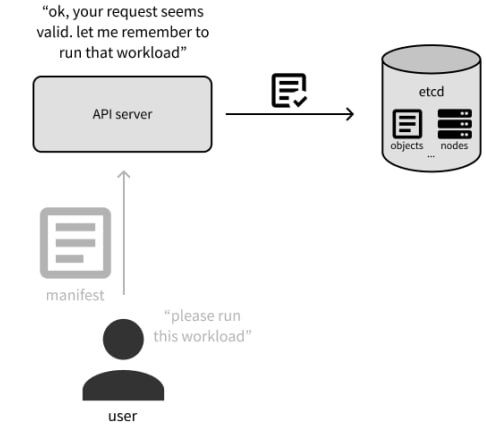 “ok, your request seems
valid. let me remember to
run that workload”
API server
etcd
objects
nodes
...
manifest
“please run
this workload”
user